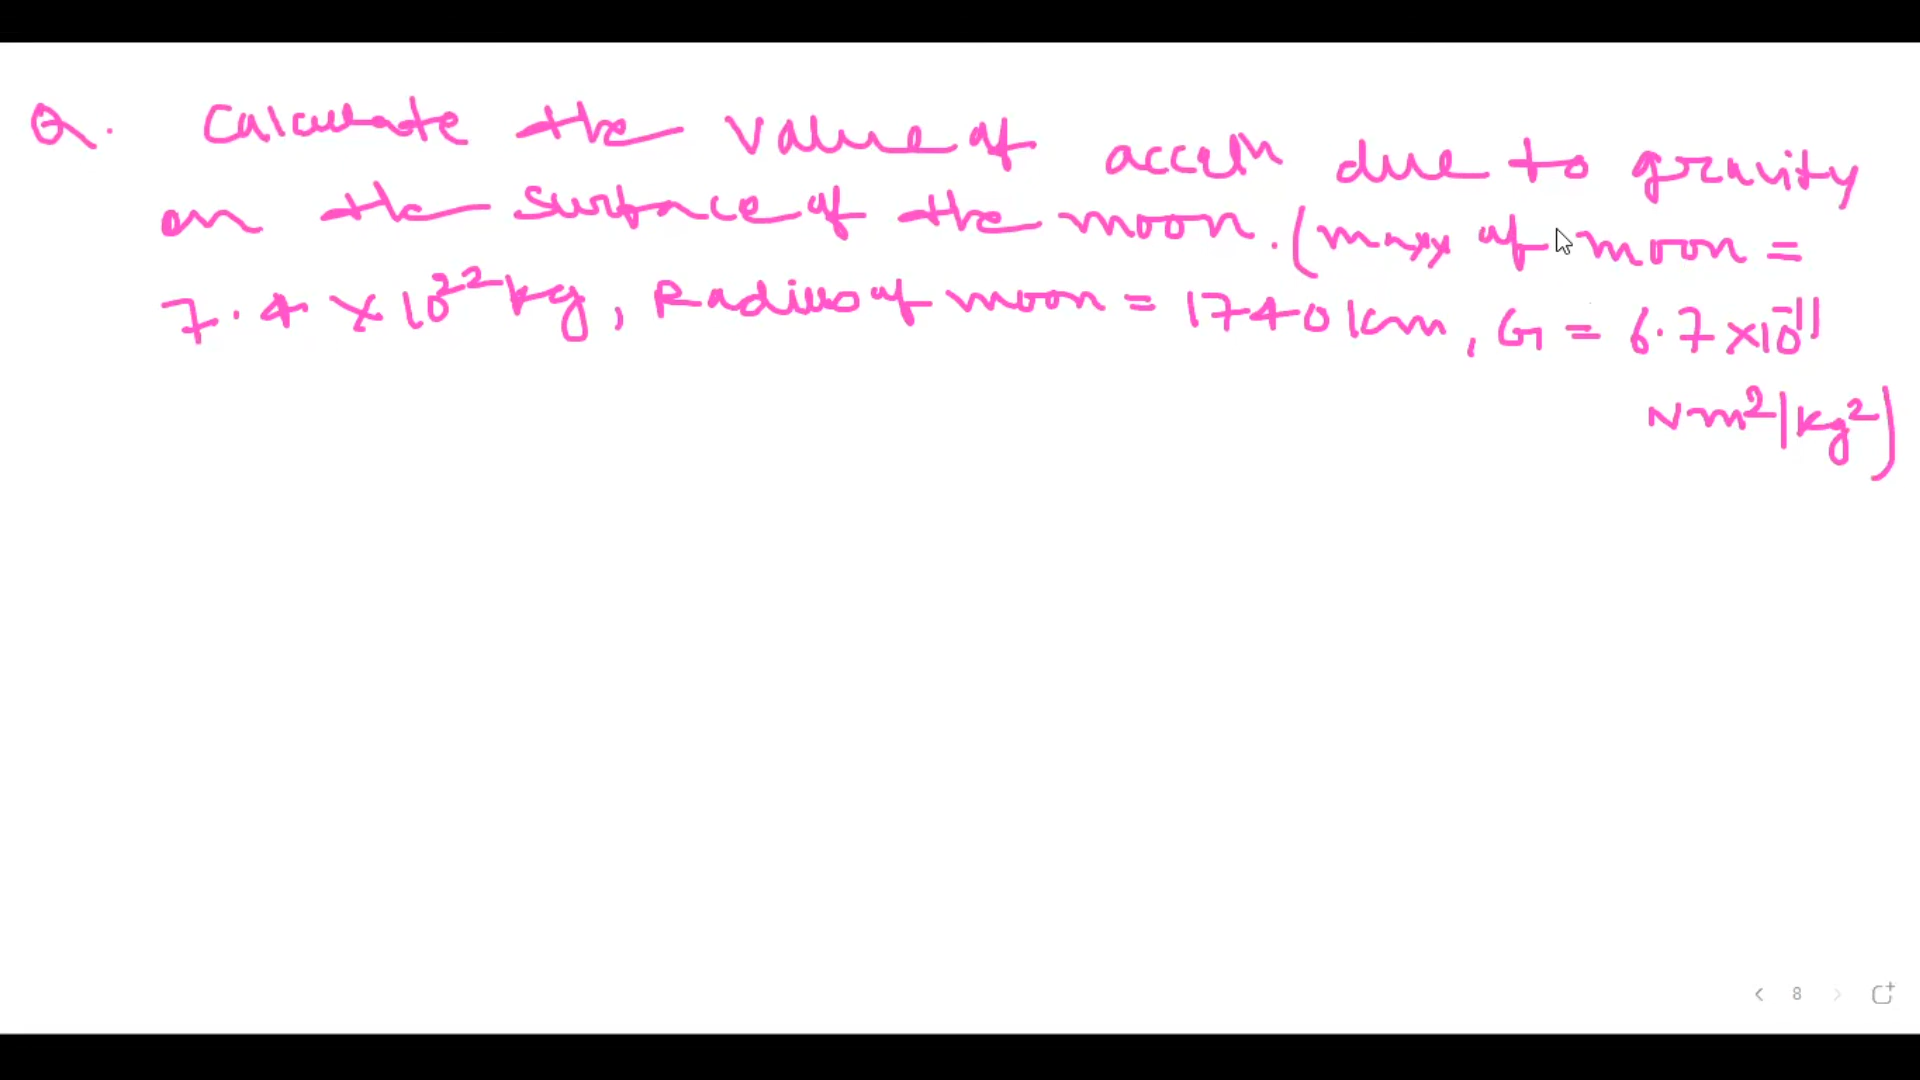 Q. Calculate the value of acceln due to gravity
on the surface of the moon. (mass of moon =
7.4 × 10²² kg, Radius of moon = 1740 km, G = 6.7 × 10⁻¹¹
Nm²/kg²)
8